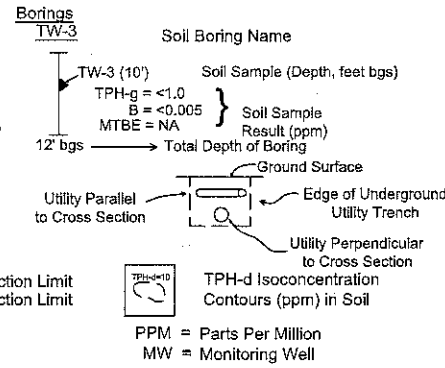 Borings
TW-3
Soil Boring Name
TW-3 (10')
Soil Sample (Depth, feet bgs)
TPH-g = <1.0
B = <0.005
MTBE = NA
Soil Sample
Result (ppm)
12' bgs
Total Depth of Boring
Ground Surface
Utility Parallel
to Cross Section
Edge of Underground
Utility Trench
Utility Perpendicular
to Cross Section
ction Limit
ction Limit
TPH-d=10
TPH-d Isoconcentration
Contours (ppm) in Soil
PPM = Parts Per Million
MW = Monitoring Well